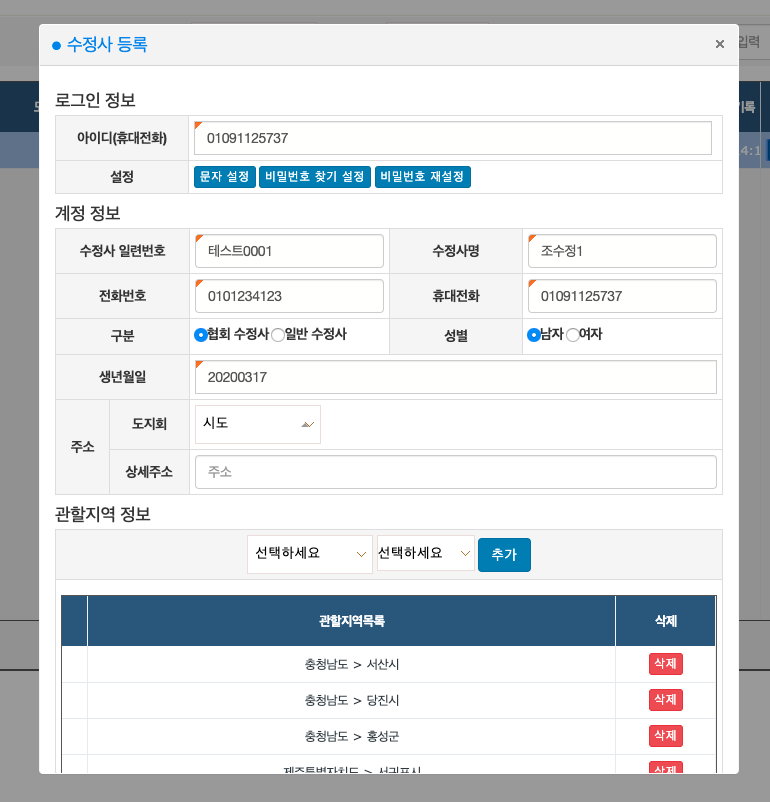 수정사 등록
×
입력
로그인 정보
아이디(휴대전화) 01091125737
기록
설정 문자 설정 비밀번호 찾기 설정 비밀번호 재설정
4:1
계정 정보
수정사 일련번호 테스트0001 수정사명 조수정1
전화번호 0101234123 휴대전화 01091125737
구분 협회 수정사 일반 수정사 성별 남자 여자
생년월일 20200317
주소 도지회 시도
상세주소 주소
관할지역 정보
선택하세요 선택하세요 추가
관할지역목록 삭제
충청남도 > 서산시 삭제
충청남도 > 당진시 삭제
충청남도 > 홍성군 삭제
제주특별자치도 > 서귀포시 삭제